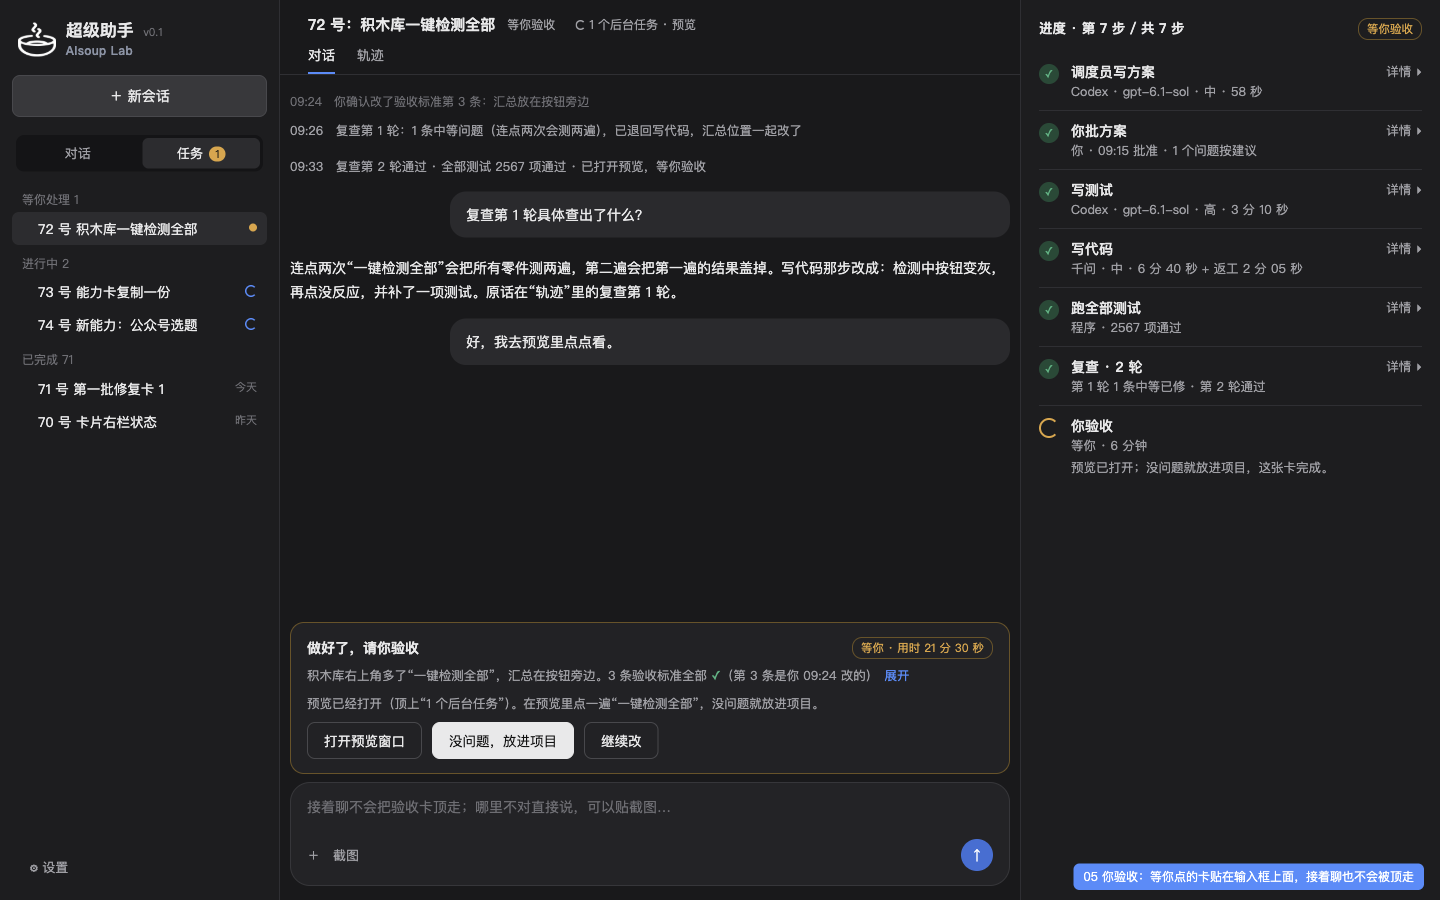 超级助手 v0.1
AIsoup Lab
+ 新会话
对话 任务 1
等你处理 1
72 号 积木库一键检测全部
进行中 2
73 号 能力卡复制一份
74 号 新能力：公众号选题
已完成 71
71 号 第一批修复卡 1 今天
70 号 卡片右栏状态 昨天
设置
72 号：积木库一键检测全部 等你验收 1 个后台任务 · 预览
对话 轨迹
09:24 你确认改了验收标准第 3 条：汇总放在按钮旁边
09:26 复查第 1 轮：1 条中等问题（连点两次会测两遍），已退回写代码，汇总位置一起改了
09:33 复查第 2 轮通过 · 全部测试 2567 项通过 · 已打开预览，等你验收
复查第 1 轮具体查出了什么？
连点两次“一键检测全部”会把所有零件测两遍，第二遍会把第一遍的结果盖掉。写代码那步改成：检测中按钮变灰，
再点没反应，并补了一项测试。原话在“轨迹”里的复查第 1 轮。
好，我去预览里点点看。
做好了，请你验收 等你 · 用时 21 分 30 秒
积木库右上角多了“一键检测全部”，汇总在按钮旁边。3 条验收标准全部 ✓（第 3 条是你 09:24 改的） 展开
预览已经打开（顶上“1 个后台任务”）。在预览里点一遍“一键检测全部”，没问题就放进项目。
打开预览窗口 没问题，放进项目 继续改
接着聊不会把验收卡顶走；哪里不对直接说，可以贴截图…
+ 截图 ↑
进度 · 第 7 步 / 共 7 步 等你验收
✓ 调度员写方案 详情
Codex · gpt-6.1-sol · 中 · 58 秒
✓ 你批方案 详情
你 · 09:15 批准 · 1 个问题按建议
✓ 写测试 详情
Codex · gpt-6.1-sol · 高 · 3 分 10 秒
✓ 写代码 详情
千问 · 中 · 6 分 40 秒 + 返工 2 分 05 秒
✓ 跑全部测试 详情
程序 · 2567 项通过
✓ 复查 · 2 轮 详情
第 1 轮 1 条中等已修 · 第 2 轮通过
你验收
等你 · 6 分钟
预览已打开；没问题就放进项目，这张卡完成。
05 你验收：等你点的卡贴在输入框上面，接着聊也不会被顶走